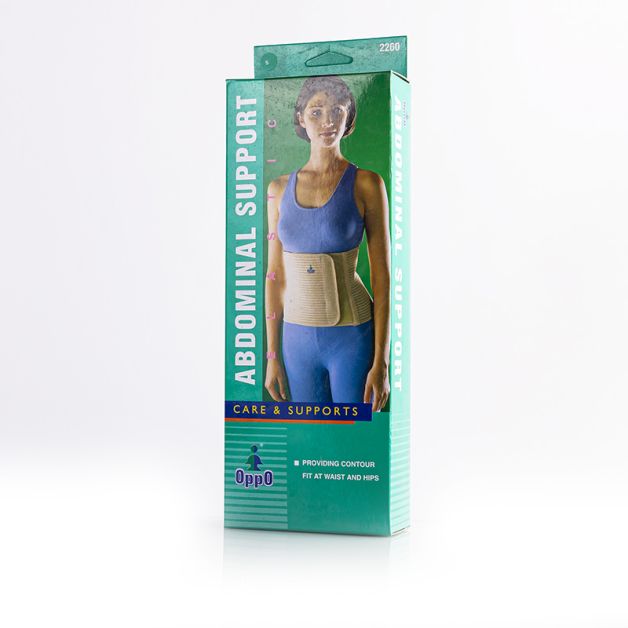 S
2260
ABDOMINAL SUPPORT
ELASTIC
CARE & SUPPORTS
OppO
®
PROVIDING CONTOUR
FIT AT WAIST AND HIPS
ABDOMINAL SUPPORT